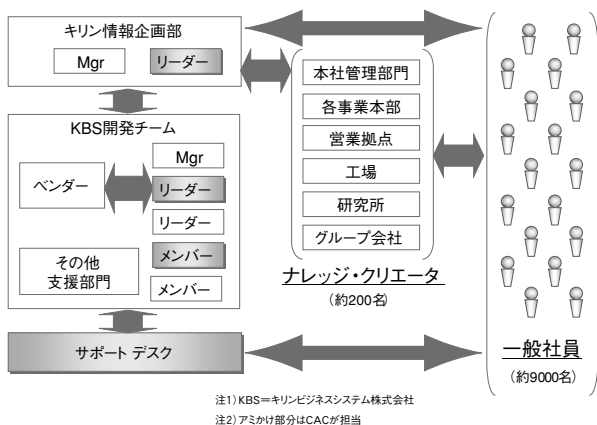 キリン情報企画部
Mgr
リーダー
KBS開発チーム
ベンダー
Mgr
リーダー
リーダー
メンバー
メンバー
その他
支援部門
サポート デスク
本社管理部門
各事業本部
営業拠点
工場
研究所
グループ会社
ナレッジ・クリエータ
(約200名)
一般社員
(約9000名)
注1)KBS=キリンビジネスシステム株式会社
注2)アミかけ部分はCACが担当